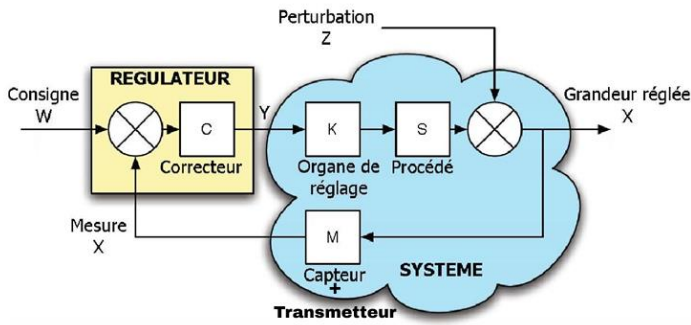 Perturbation
Z
REGULATEUR
Consigne
W
Grandeur réglée
X
C
Y
K
S
Correcteur
Organe de
réglage
Procédé
Mesure
X
M
Capteur
+
SYSTEME
Transmetteur